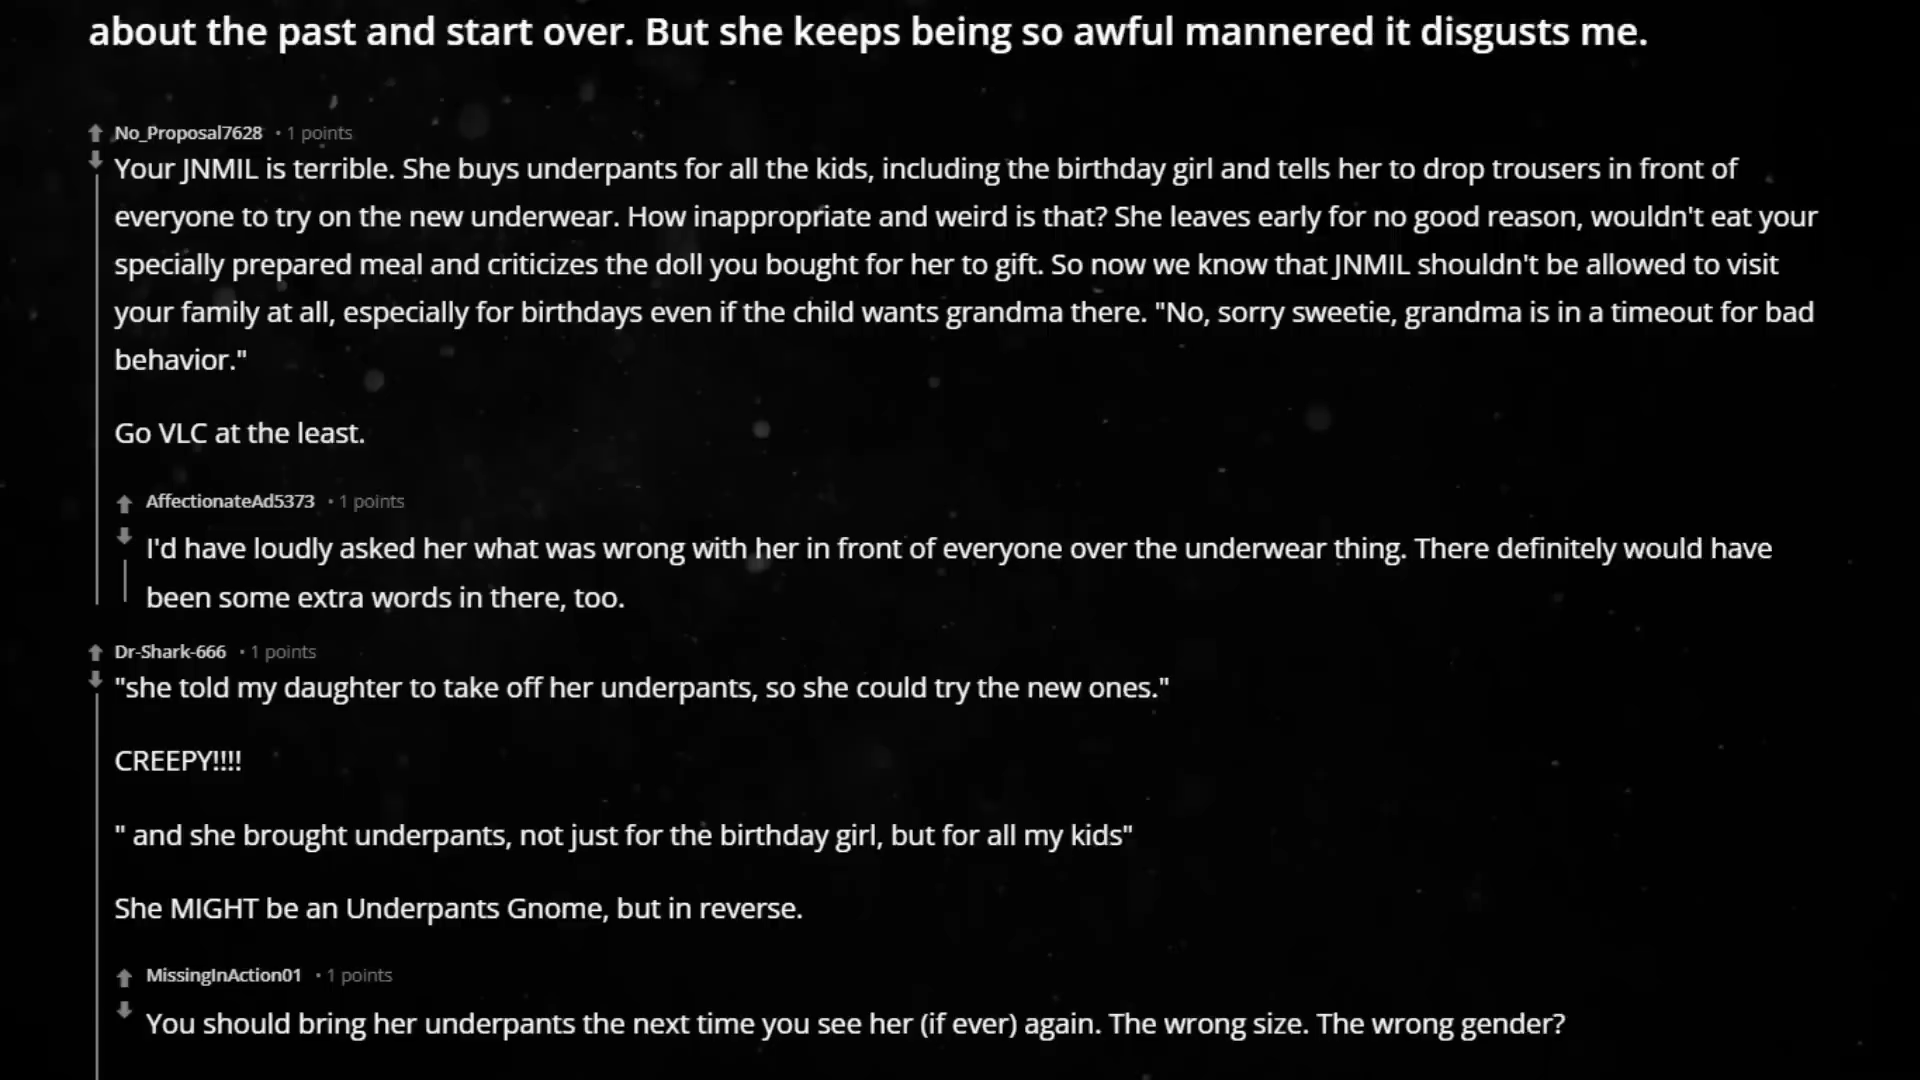 about the past and start over. But she keeps being so awful mannered it disgusts me.
No_Proposal7628 • 1 points
Your JNMIL is terrible. She buys underpants for all the kids, including the birthday girl and tells her to drop trousers in front of
everyone to try on the new underwear. How inappropriate and weird is that? She leaves early for no good reason, wouldn't eat your
specially prepared meal and criticizes the doll you bought for her to gift. So now we know that JNMIL shouldn't be allowed to visit
your family at all, especially for birthdays even if the child wants grandma there. "No, sorry sweetie, grandma is in a timeout for bad
behavior."
Go VLC at the least.
AffectionateAd5373 • 1 points
I'd have loudly asked her what was wrong with her in front of everyone over the underwear thing. There definitely would have
been some extra words in there, too.
Dr-Shark-666 • 1 points
"she told my daughter to take off her underpants, so she could try the new ones."
CREEPY!!!!
" and she brought underpants, not just for the birthday girl, but for all my kids"
She MIGHT be an Underpants Gnome, but in reverse.
MissingInAction01 • 1 points
You should bring her underpants the next time you see her (if ever) again. The wrong size. The wrong gender?